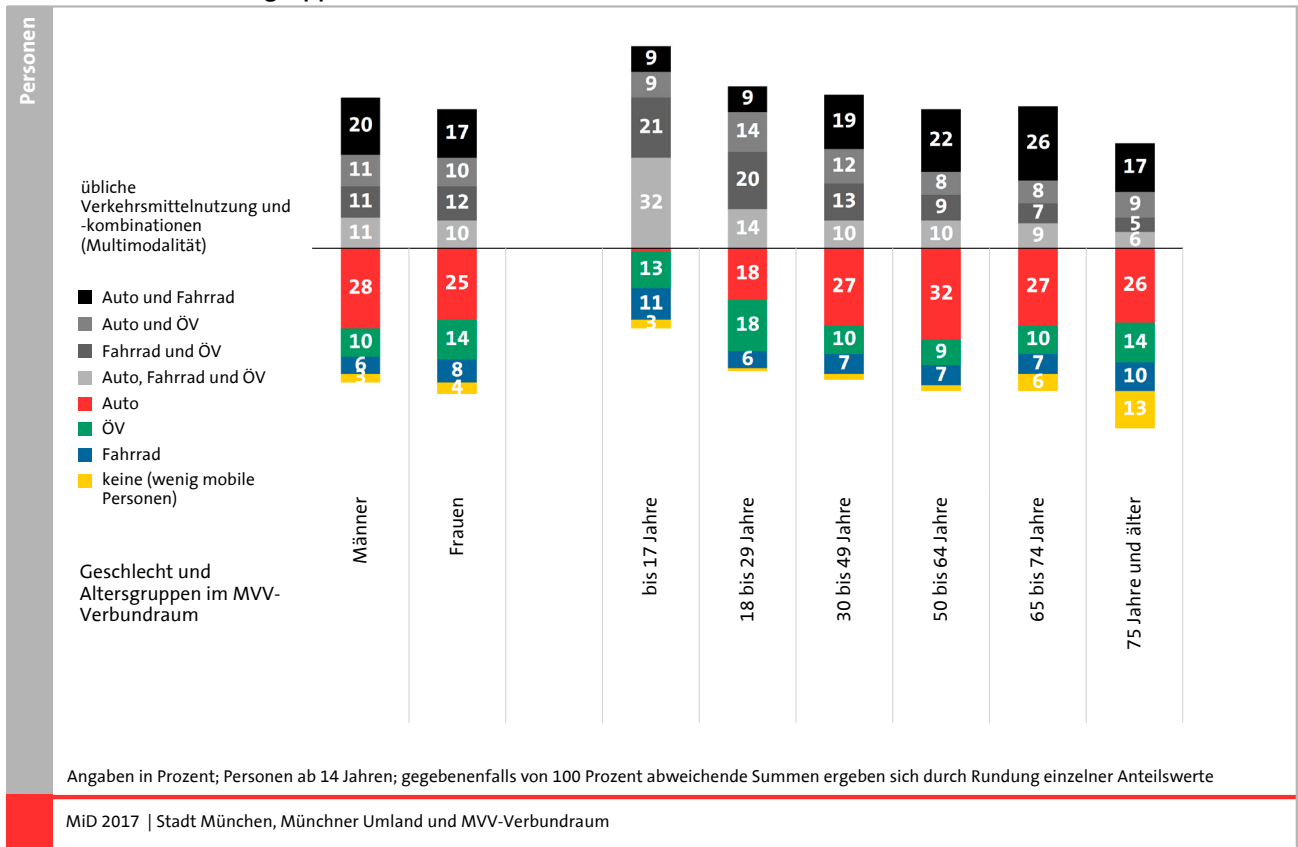 Personen
9
9
21
32
9
14
20
14
20
11
11
11
17
10
12
10
19
12
13
10
22
8
9
10
26
8
7
9
17
9
5
6
übliche
Verkehrsmittelnutzung und
-kombinationen
(Multimodalität)
28
10
6
3
25
14
8
4
13
11
3
18
18
6
27
10
7
32
9
7
27
10
7
6
26
14
10
13
Auto und Fahrrad
Auto und ÖV
Fahrrad und ÖV
Auto, Fahrrad und ÖV
Auto
ÖV
Fahrrad
keine (wenig mobile
Personen)
Geschlecht und
Altersgruppen im MVV-
Verbundraum
Männer
Frauen
bis 17 Jahre
18 bis 29 Jahre
30 bis 49 Jahre
50 bis 64 Jahre
65 bis 74 Jahre
75 Jahre und älter
Angaben in Prozent; Personen ab 14 Jahren; gegebenenfalls von 100 Prozent abweichende Summen ergeben sich durch Rundung einzelner Anteilswerte
MiD 2017 | Stadt München, Münchner Umland und MVV-Verbundraum